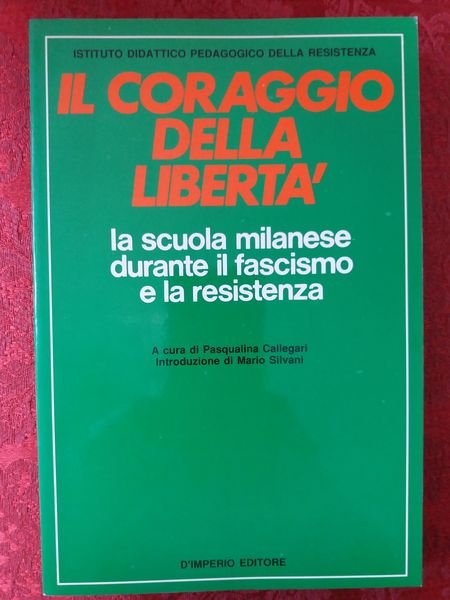 ISTITUTO DIDATTICO PEDAGOGICO DELLA RESISTENZA
IL CORAGGIO
DELLA
LIBERTA'
la scuola milanese
durante il fascismo
e la resistenza
A cura di Pasqualina Callegari
Introduzione di Mario Silvani
D'IMPERIO EDITORE